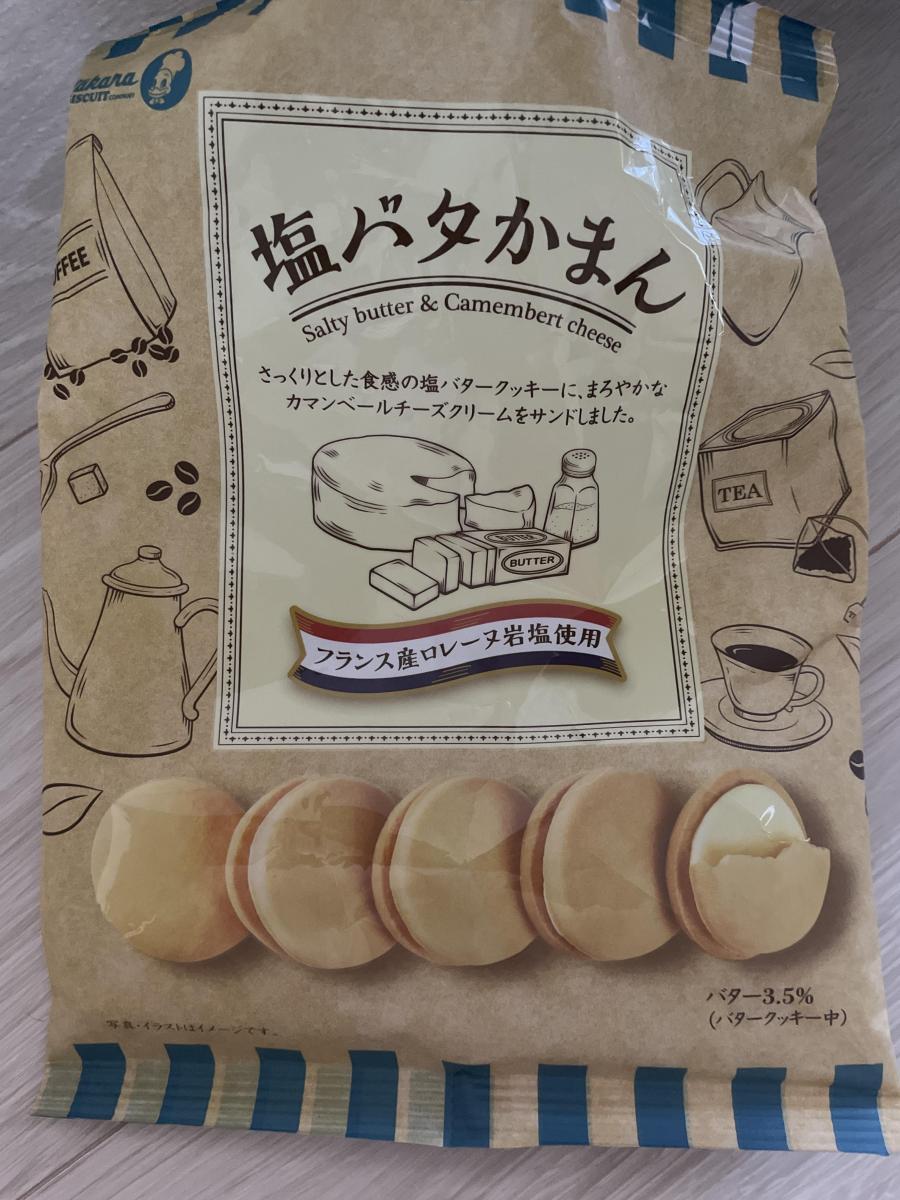 Takara
BISCUIT COMPANY
塩バタかまん
Salty butter & Camembert cheese
さっくりとした食感の塩バタークッキーに、まろやかな
カマンベールチーズクリームをサンドしました。
FFEE
TEA
BUTTER
BUTTER
フランス産ロレーヌ岩塩使用
バター3.5%
(バタークッキー中)
写真・イラストはイメージです。